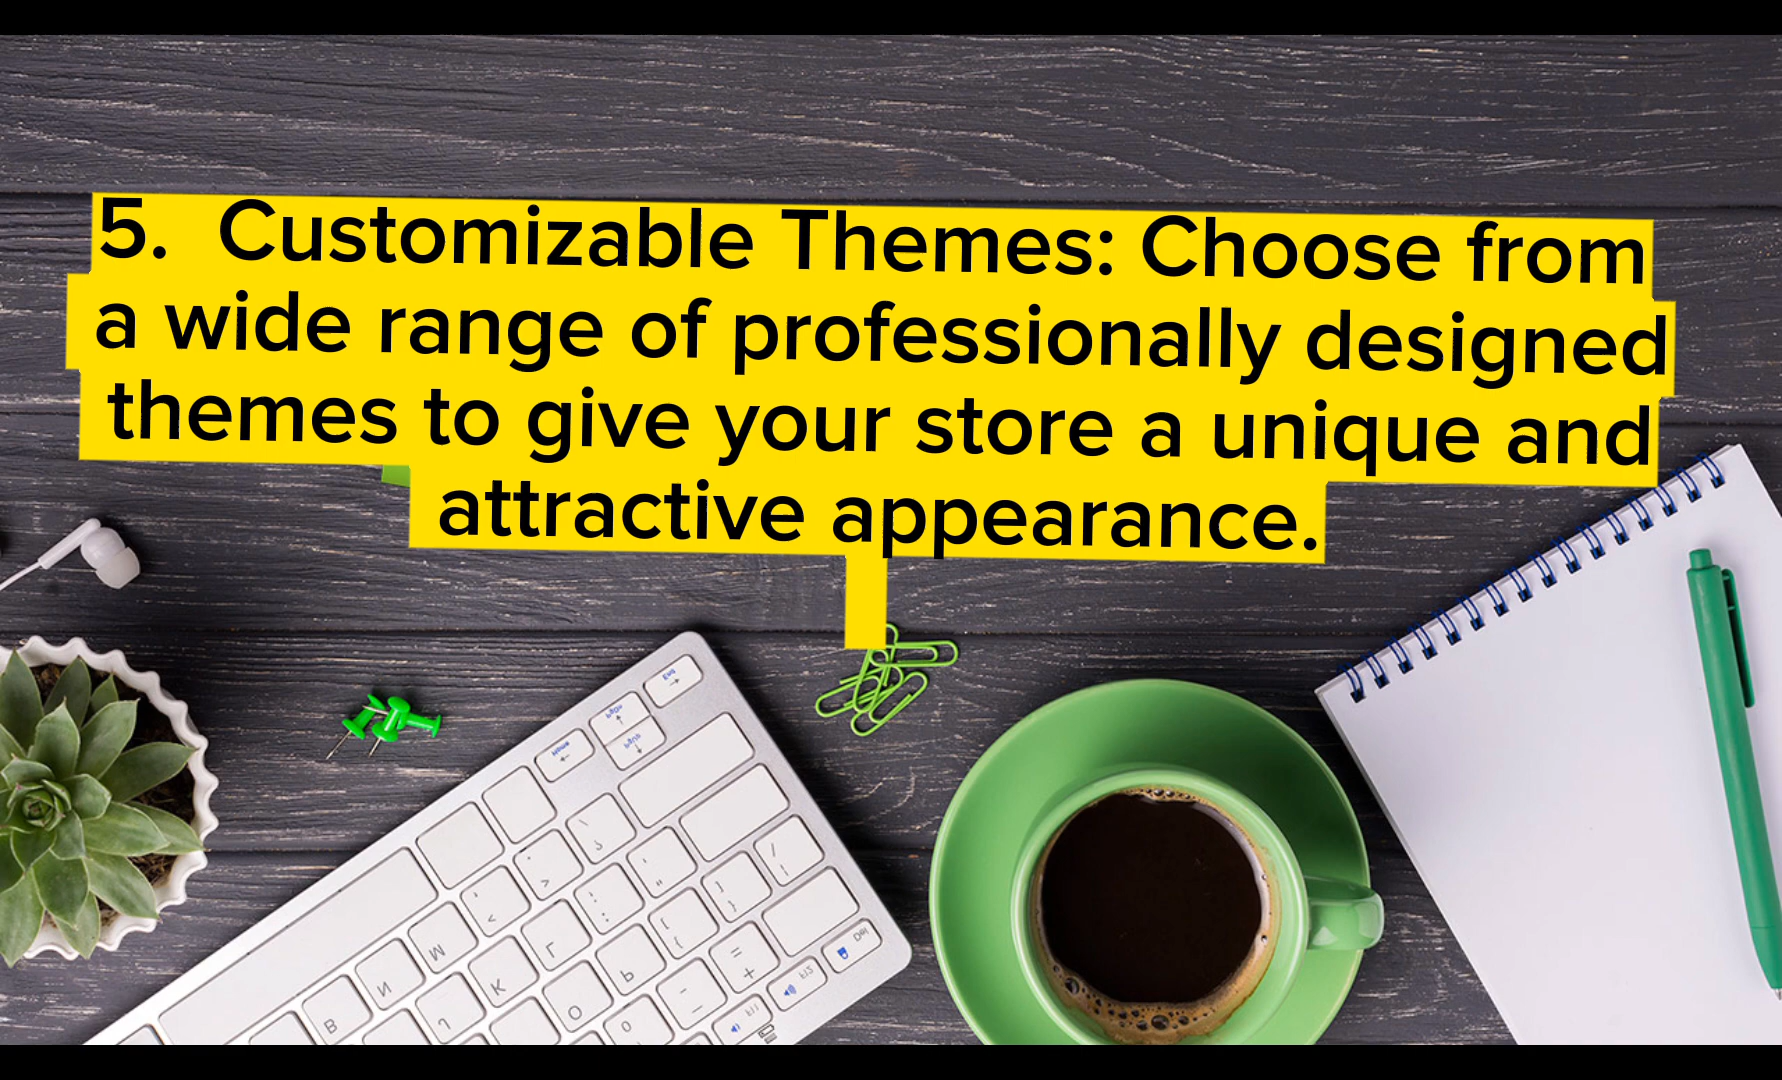 5. Customizable Themes: Choose from
a wide range of professionally designed
themes to give your store a unique and
attractive appearance.